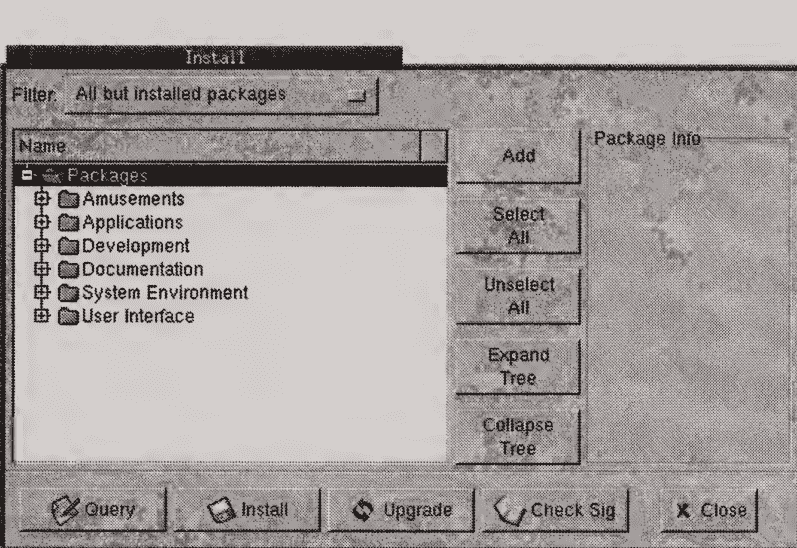 Install
Filter: All but installed packages
Name
Packages
Amusements
Applications
Development
Documentation
System Environment
User Interface
Add
Select
All
Unselect
All
Expand
Tree
Collapse
Tree
Package Info
Query
Install
Upgrade
Check Sig
Close